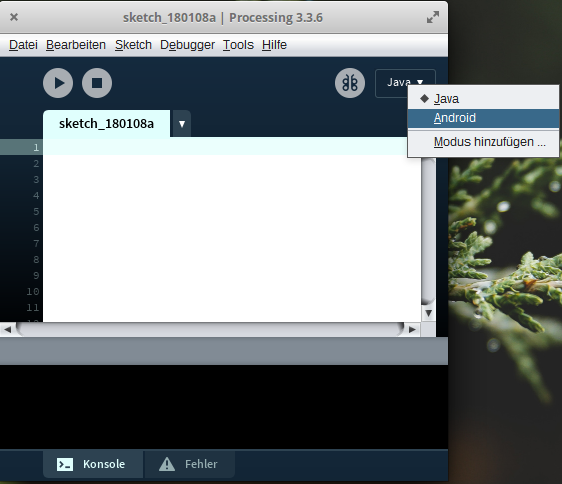 sketch_180108a | Processing 3.3.6
Datei Bearbeiten Sketch Debugger Tools Hilfe
Java
Java
Android
Modus hinzufügen ...
sketch_180108a
1
2
3
4
5
6
7
8
9
10
11
Konsole
Fehler